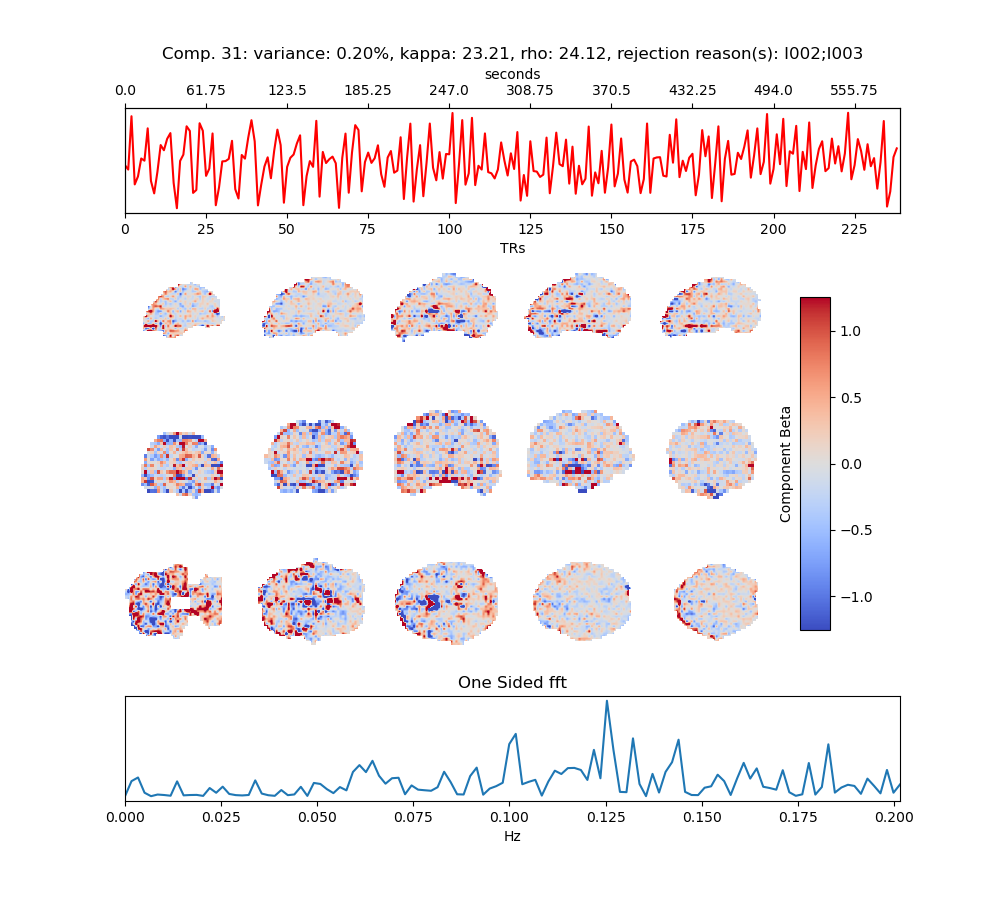 Comp. 31: variance: 0.20%, kappa: 23.21, rho: 24.12, rejection reason(s): I002;I003
seconds
0.0 61.75 123.5 185.25 247.0 308.75 370.5 432.25 494.0 555.75
0 25 50 75 100 125 150 175 200 225
TRs
1.0
0.5
0.0
−0.5
−1.0
Component Beta
One Sided fft
0.000 0.025 0.050 0.075 0.100 0.125 0.150 0.175 0.200
Hz